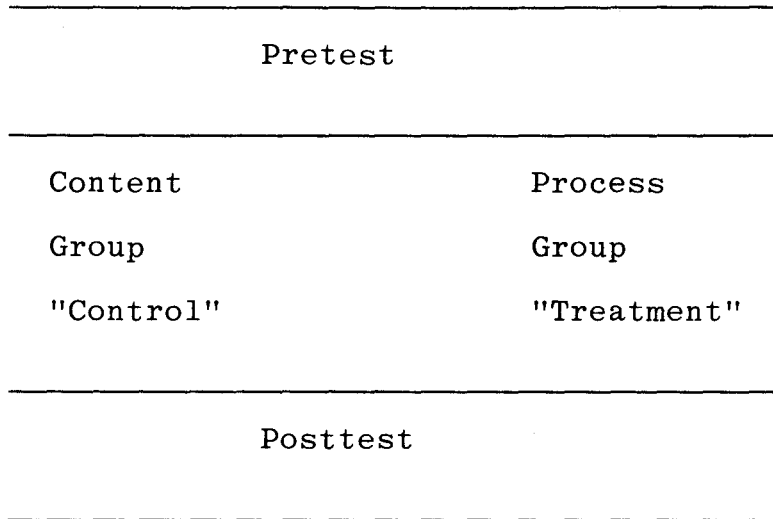 Pretest
Content Process
Group Group
"Control" "Treatment"
Posttest